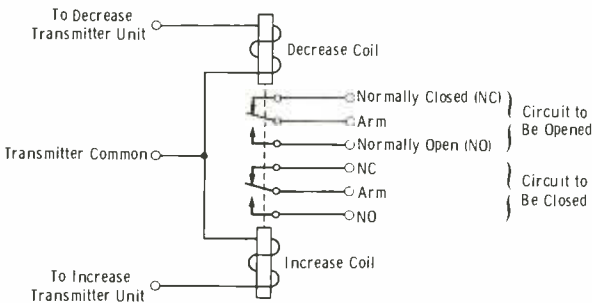 To Decrease
Transmitter Unit
Decrease Coil
Normally Closed (NC)
Arm
Normally Open (NO)
Circuit to
Be Opened
Transmitter Common
NC
Arm
NO
Circuit to
Be Closed
Increase Coil
To Increase
Transmitter Unit